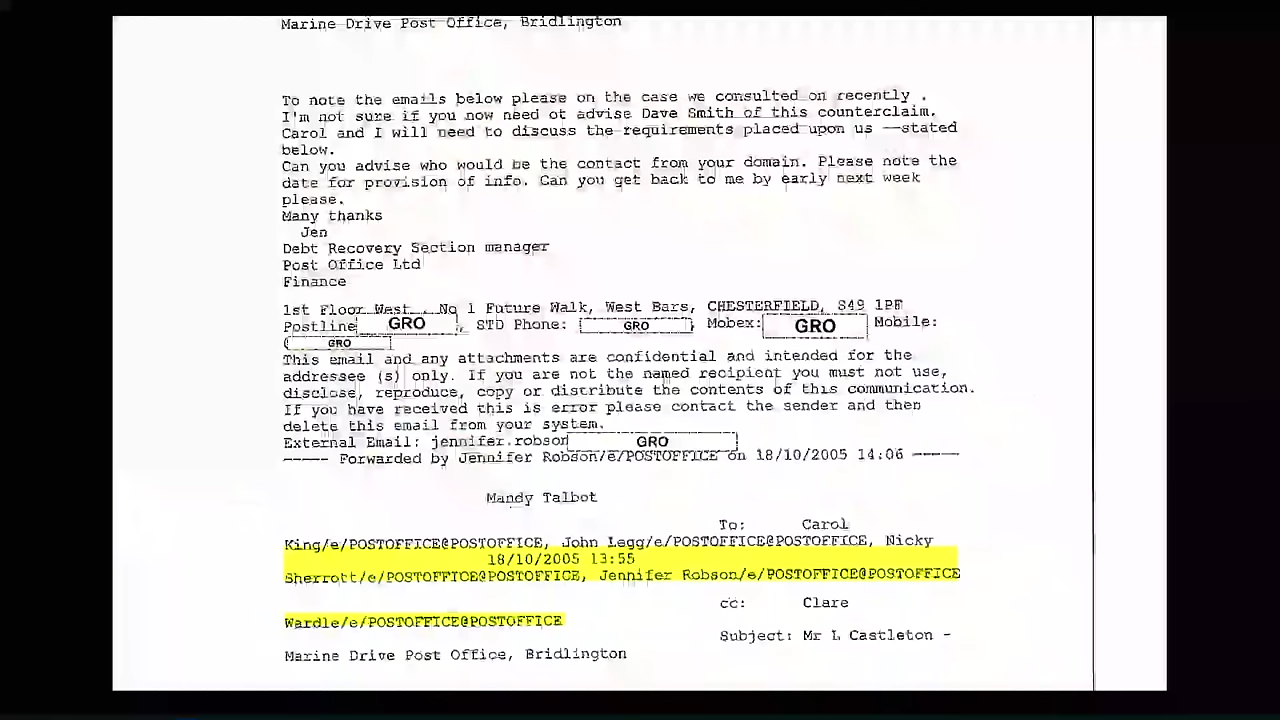 Marine Drive Post Office, Bridlington
To note the emails below please on the case we consulted on recently .
I'm not sure if you now need ot advise Dave Smith of this counterclaim.
Carol and I will need to discuss the requirements placed upon us --stated
below.
Can you advise who would be the contact from your domain. Please note the
date for provision of info. Can you get back to me by early next week
please.
Many thanks
Jen
Debt Recovery Section manager
Post Office Ltd
Finance
1st Floor West , No 1 Future Walk, West Bars, CHESTERFIELD, S49 1PF
Postline GRO , STD Phone: GRO , Mobex: GRO Mobile:
GRO
This email and any attachments are confidential and intended for the
addressee (s) only. If you are not the named recipient you must not use,
disclose, reproduce, copy or distribute the contents of this communication.
If you have received this is error please contact the sender and then
delete this email from your system.
External Email: jennifer.robson GRO
----- Forwarded by Jennifer Robson/e/POSTOFFICE on 18/10/2005 14:06 -----
Mandy Talbot
To: Carol
King/e/POSTOFFICE@POSTOFFICE, John Legg/e/POSTOFFICE@POSTOFFICE, Nicky
18/10/2005 13:55
Sherrott/e/POSTOFFICE@POSTOFFICE, Jennifer Robson/e/POSTOFFICE@POSTOFFICE
cc: Clare
Wardle/e/POSTOFFICE@POSTOFFICE
Subject: Mr L Castleton -
Marine Drive Post Office, Bridlington